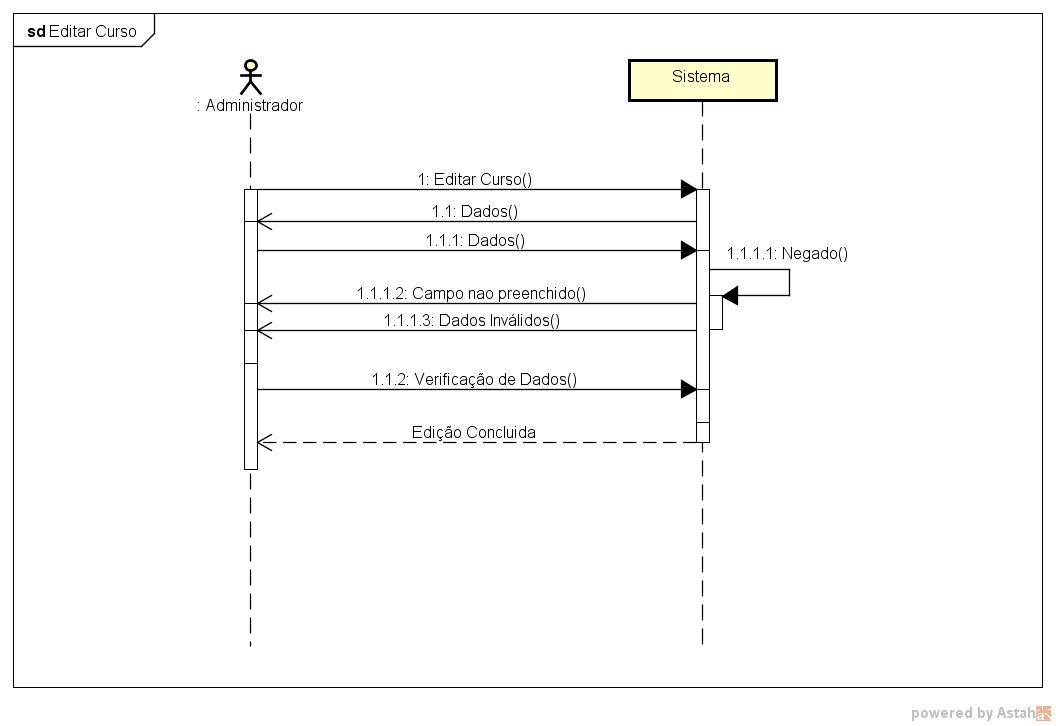 sd Editar Curso
: Administrador
Sistema
1: Editar Curso()
1.1: Dados()
1.1.1: Dados()
1.1.1.1: Negado()
1.1.1.2: Campo nao preenchido()
1.1.1.3: Dados Inválidos()
1.1.2: Verificação de Dados()
Edição Concluida
powered by Astah